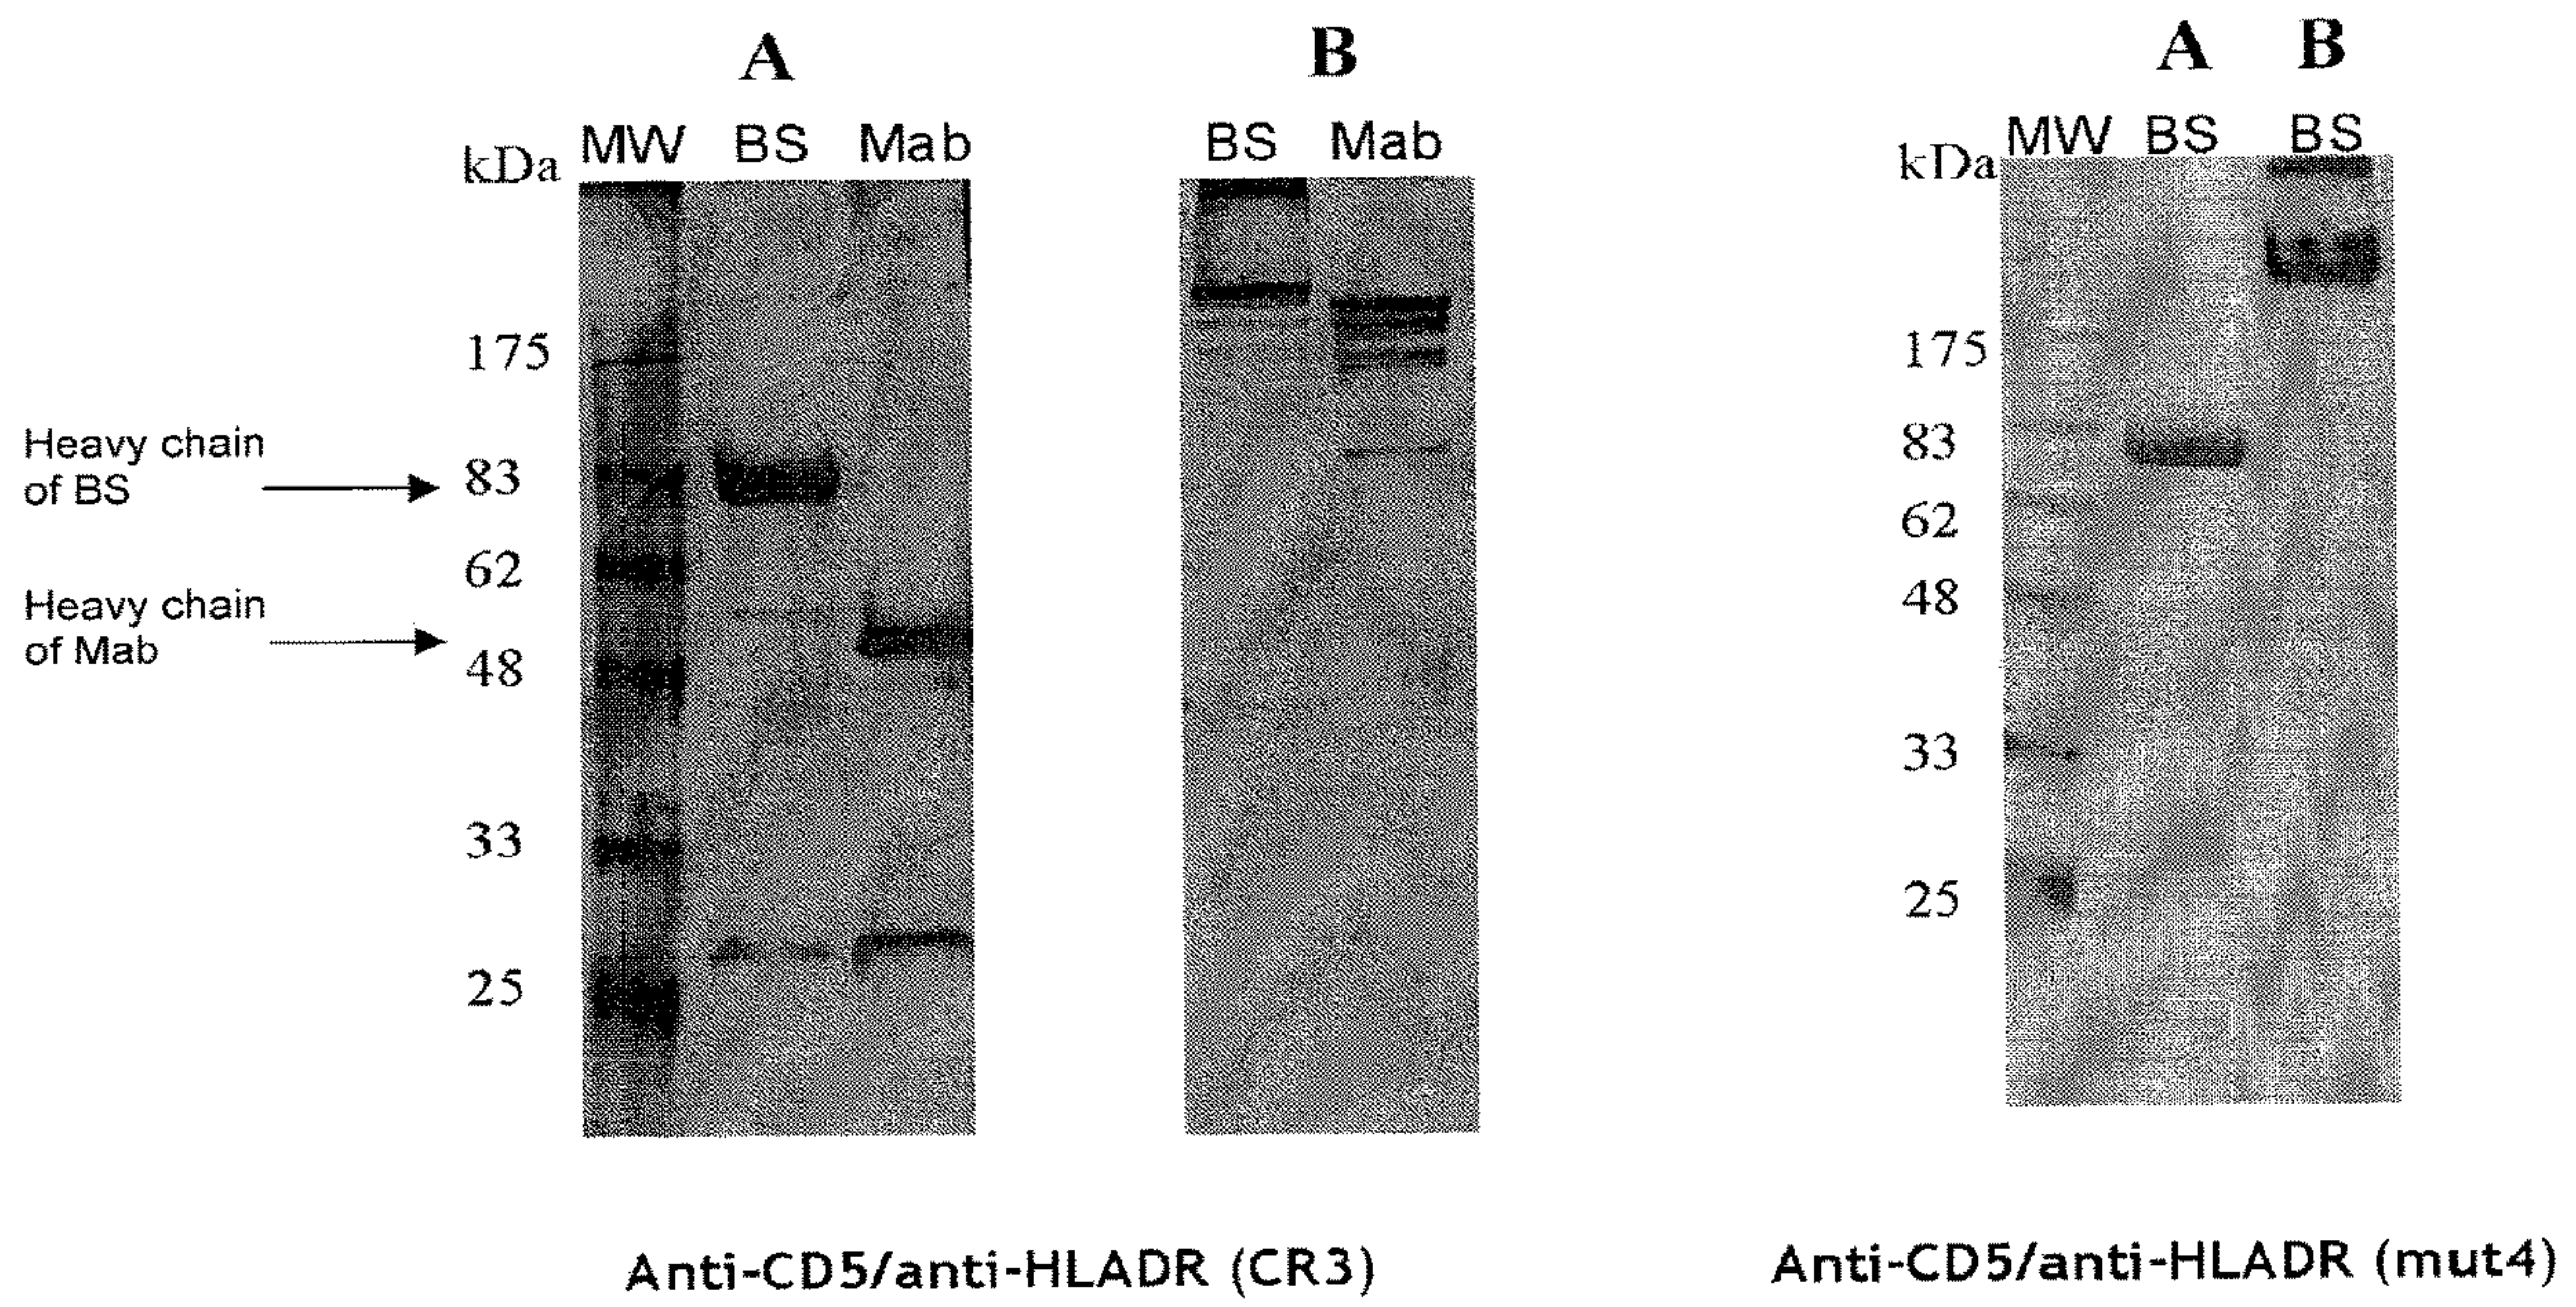 A B
kDa MW BS Mab BS Mab
175
Heavy chain
of BS
83
62
Heavy chain
of Mab
48
33
25
Anti-CD5/anti-HLADR (CR3)
A B
kDa MW BS BS
175
83
62
48
33
25
Anti-CD5/anti-HLADR (mut4)